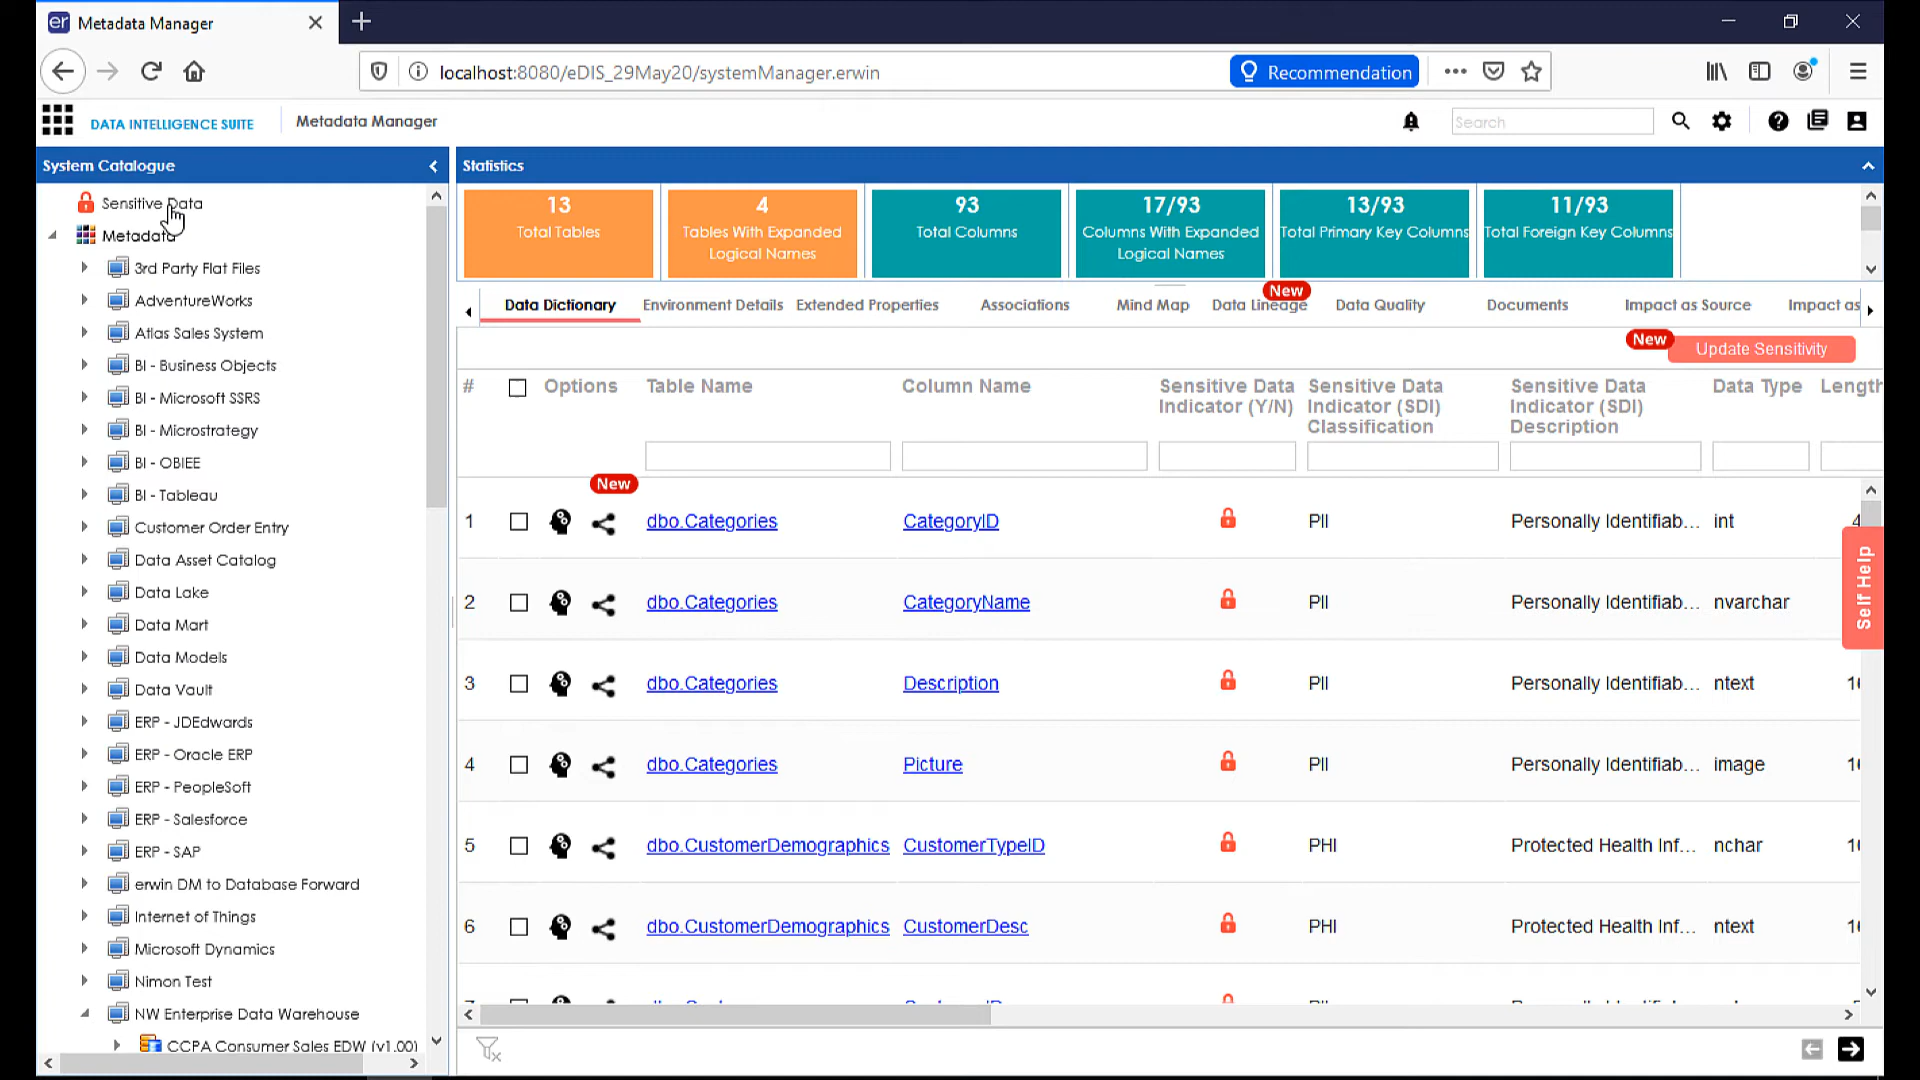 er Metadata Manager
localhost:8080/eDIS_29May20/systemManager.erwin
Recommendation
DATA INTELLIGENCE SUITE
Metadata Manager
Search
System Catalogue
Sensitive Data
Metadata
3rd Party Flat Files
AdventureWorks
Atlas Sales System
BI - Business Objects
BI - Microsoft SSRS
BI - Microstrategy
BI - OBIEE
BI - Tableau
Customer Order Entry
Data Asset Catalog
Data Lake
Data Mart
Data Models
Data Vault
ERP - JDEdwards
ERP - Oracle ERP
ERP - PeopleSoft
ERP - Salesforce
ERP - SAP
erwin DM to Database Forward
Internet of Things
Microsoft Dynamics
Nimon Test
NW Enterprise Data Warehouse
CCPA Consumer Sales EDW (v1.00)
Statistics
13
Total Tables
4
Tables With Expanded
Logical Names
93
Total Columns
17/93
Columns With Expanded
Logical Names
13/93
Total Primary Key Columns
11/93
Total Foreign Key Columns
New
Data Dictionary Environment Details Extended Properties Associations Mind Map Data Lineage Data Quality Documents Impact as Source Impact as
New
Update Sensitivity
# Options Table Name Column Name
Sensitive Data
Indicator (Y/N)
Sensitive Data
Indicator (SDI)
Classification
Sensitive Data
Indicator (SDI)
Description
Data Type Length
New
1 dbo.Categories CategoryID PII Personally Identifiab... int 4
2 dbo.Categories CategoryName PII Personally Identifiab... nvarchar
3 dbo.Categories Description PII Personally Identifiab... ntext
4 dbo.Categories Picture PII Personally Identifiab... image
5 dbo.CustomerDemographics CustomerTypeID PHI Protected Health Inf... nchar
6 dbo.CustomerDemographics CustomerDesc PHI Protected Health Inf... ntext
Self Help